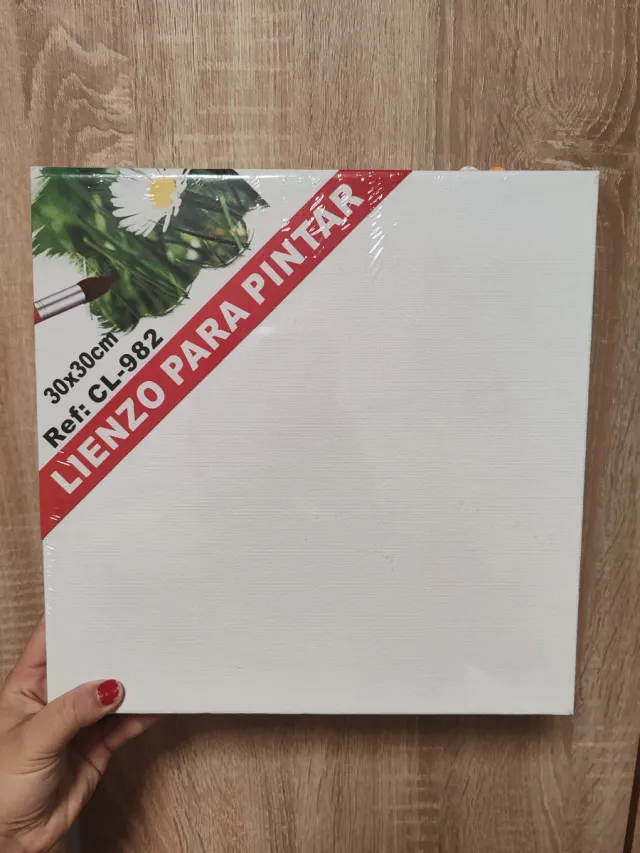 30x30cm
Ref: CL-982
LIENZO PARA PINTAR